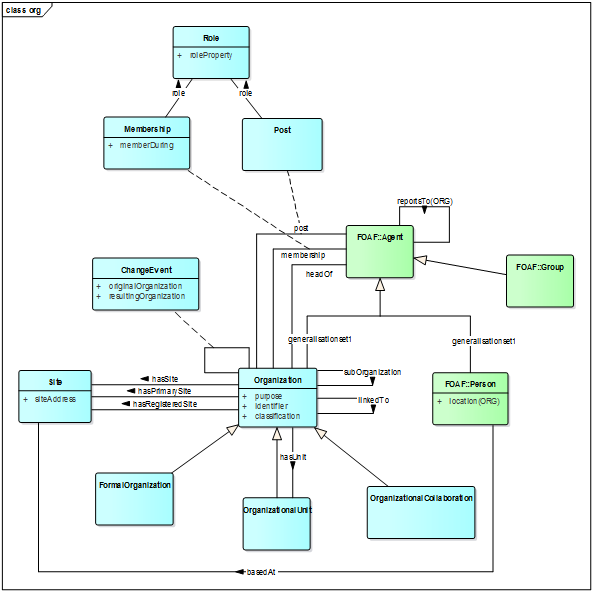 class org
Role
+ roleProperty
role
role
Membership
+ memberDuring
Post
reportsTo(ORG)
post
FOAF::Agent
membership
headOf
FOAF::Group
ChangeEvent
+ originalOrganization
+ resultingOrganization
generalisationset1
generalisationset1
Site
+ siteAddress
hasSite
hasPrimarySite
hasRegisteredSite
Organization
+ purpose
+ identifier
+ classification
subOrganization
linkedTo
FOAF::Person
+ location(ORG)
hasUnit
FormalOrganization
OrganizationalUnit
OrganizationalCollaboration
basedAt